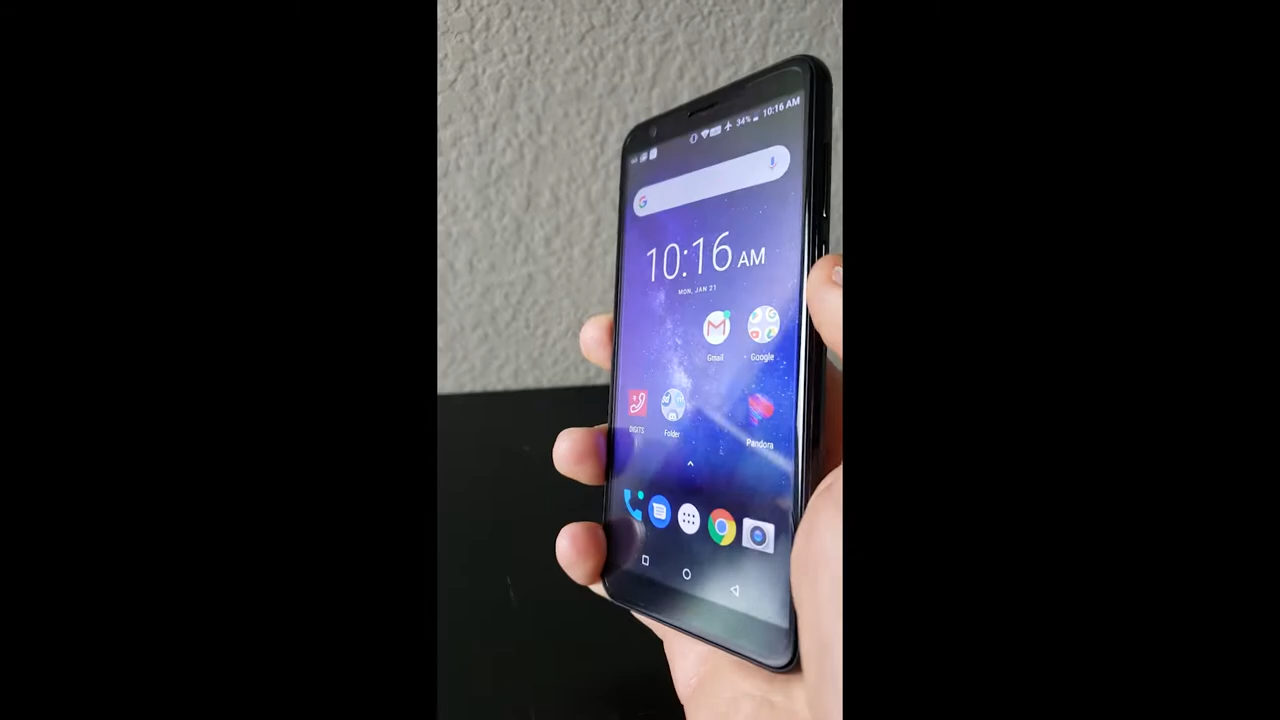 34% 10:16 AM
G
10:16 AM
MON, JAN 21
Gmail Google
DIGITS Folder Pandora